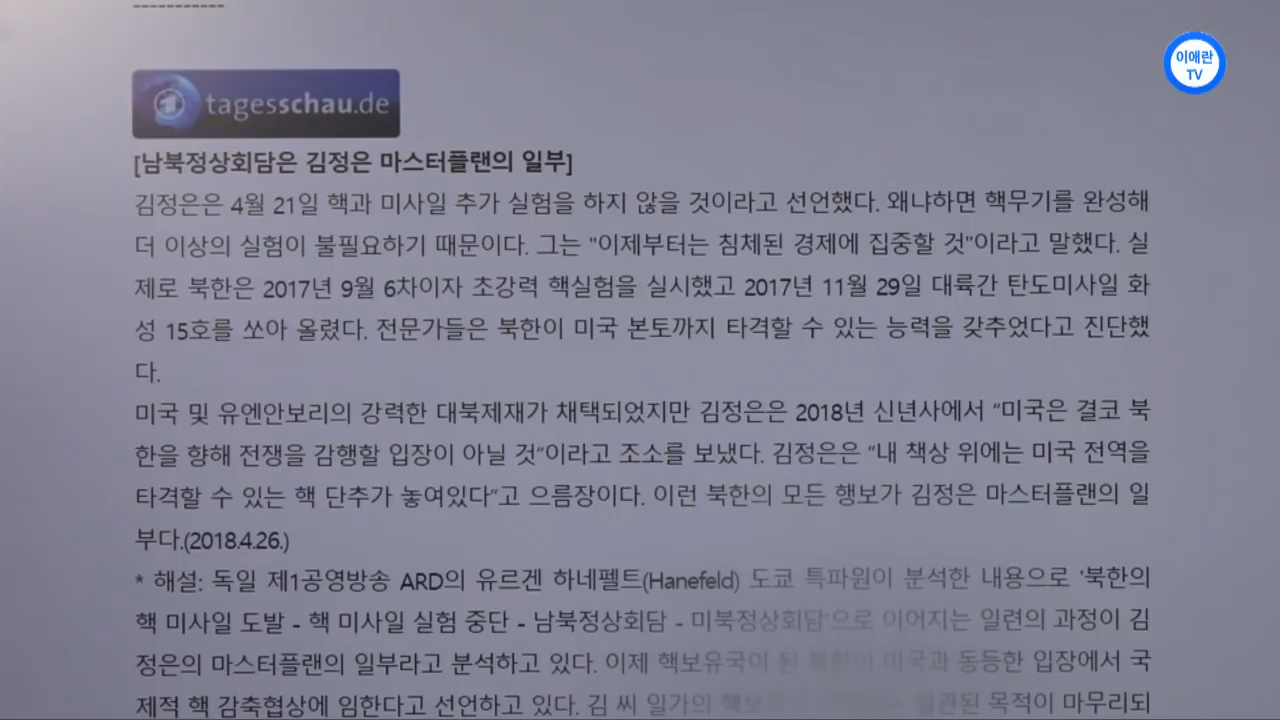 -----------
이애란
TV
tagesschau.de
[남북정상회담은 김정은 마스터플랜의 일부]
김정은은 4월 21일 핵과 미사일 추가 실험을 하지 않을 것이라고 선언했다. 왜냐하면 핵무기를 완성해
더 이상의 실험이 불필요하기 때문이다. 그는 "이제부터는 침체된 경제에 집중할 것"이라고 말했다. 실
제로 북한은 2017년 9월 6차이자 초강력 핵실험을 실시했고 2017년 11월 29일 대륙간 탄도미사일 화
성 15호를 쏘아 올렸다. 전문가들은 북한이 미국 본토까지 타격할 수 있는 능력을 갖추었다고 진단했
다.
미국 및 유엔안보리의 강력한 대북제재가 채택되었지만 김정은은 2018년 신년사에서 "미국은 결코 북
한을 향해 전쟁을 감행할 입장이 아닐 것"이라고 조소를 보냈다. 김정은은 "내 책상 위에는 미국 전역을
타격할 수 있는 핵 단추가 놓여있다"고 으름장이다. 이런 북한의 모든 행보가 김정은 마스터플랜의 일
부다.(2018.4.26.)
* 해설: 독일 제1공영방송 ARD의 유르겐 하네펠트(Hanefeld) 도쿄 특파원이 분석한 내용으로 '북한의
핵 미사일 도발 - 핵 미사일 실험 중단 - 남북정상회담 - 미북정상회담'으로 이어지는 일련의 과정이 김
정은의 마스터플랜의 일부라고 분석하고 있다. 이제 핵보유국이 된 북한이 미국과 동등한 입장에서 국
제적 핵 감축협상에 임한다고 선언하고 있다. 김 씨 일가의 목적이 마무리되